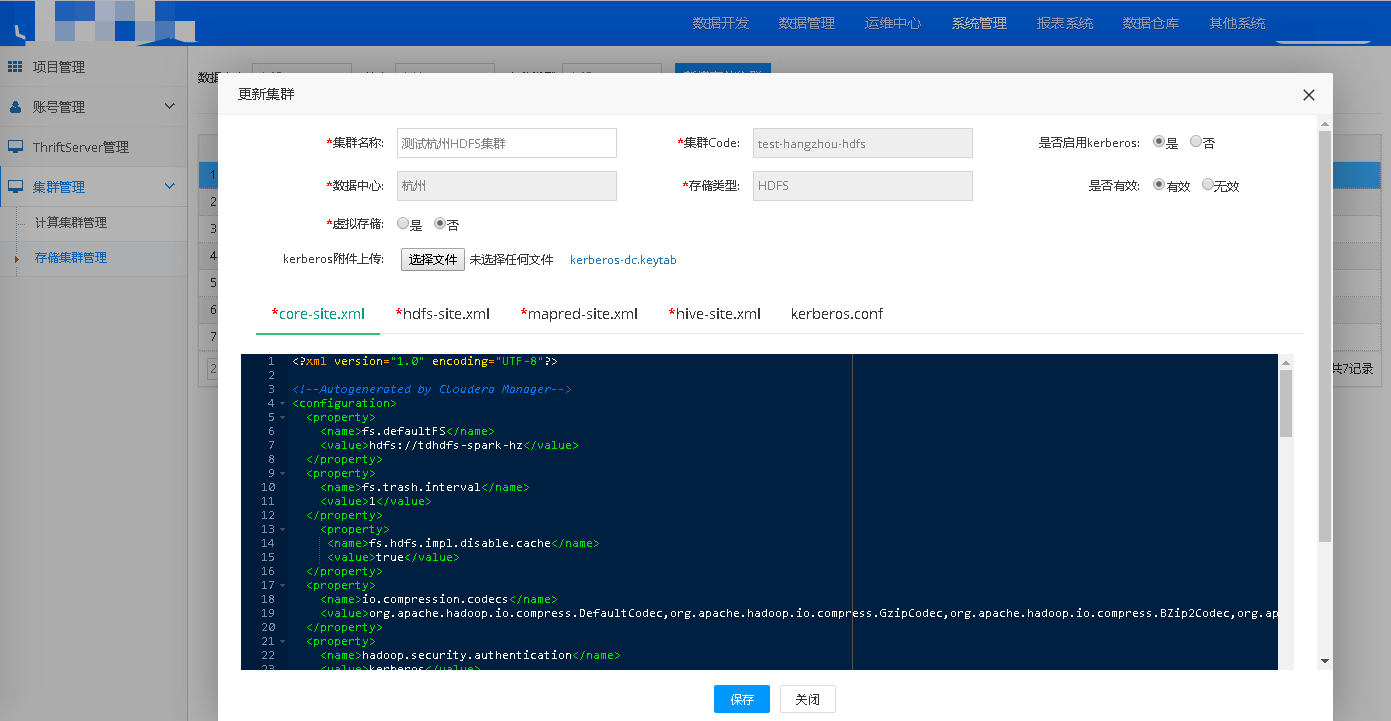 数据开发 数据管理 运维中心 系统管理 报表系统 数据仓库 其他系统
项目管理
账号管理
ThriftServer管理
集群管理
计算集群管理
存储集群管理
数据
1
2
3
4
5
6
7
2
共7记录
更新集群
*集群名称: 测试杭州HDFS集群 *集群Code: test-hangzhou-hdfs 是否启用kerberos: 是 否
*数据中心: 杭州 *存储类型: HDFS 是否有效: 有效 无效
*虚拟存储: 是 否
kerberos附件上传: 选择文件 未选择任何文件 kerberos-dc.keytab
*core-site.xml *hdfs-site.xml *mapred-site.xml *hive-site.xml kerberos.conf
1 <?xml version="1.0" encoding="UTF-8"?>
2
3 <!--Autogenerated by Cloudera Manager-->
4 <configuration>
5 <property>
6 <name>fs.defaultFS</name>
7 <value>hdfs://tdhdfs-spark-hz</value>
8 </property>
9 <property>
10 <name>fs.trash.interval</name>
11 <value>1</value>
12 </property>
13 <property>
14 <name>fs.hdfs.impl.disable.cache</name>
15 <value>true</value>
16 </property>
17 <property>
18 <name>io.compression.codecs</name>
19 <value>org.apache.hadoop.io.compress.DefaultCodec,org.apache.hadoop.io.compress.GzipCodec,org.apache.hadoop.io.compress.BZip2Codec,org.ap
20 </property>
21 <property>
22 <name>hadoop.security.authentication</name>
23 <value>kerberos</value>
保存 关闭